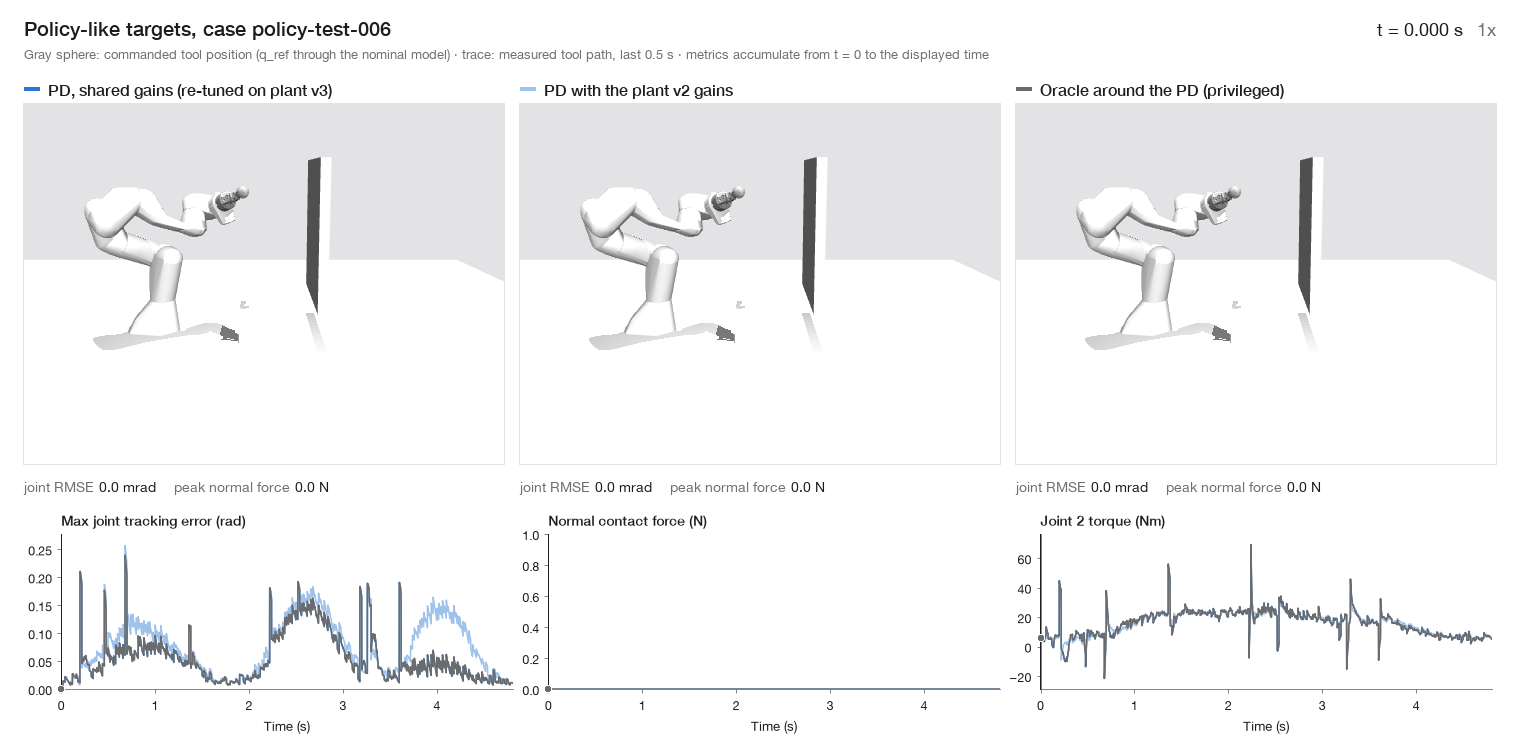 Policy-like targets, case policy-test-006
t = 0.000 s 1x
Gray sphere: commanded tool position (q_ref through the nominal model) · trace: measured tool path, last 0.5 s · metrics accumulate from t = 0 to the displayed time
PD, shared gains (re-tuned on plant v3)
PD with the plant v2 gains
Oracle around the PD (privileged)
joint RMSE 0.0 mrad peak normal force 0.0 N
joint RMSE 0.0 mrad peak normal force 0.0 N
joint RMSE 0.0 mrad peak normal force 0.0 N
Max joint tracking error (rad)
0.25
0.20
0.15
0.10
0.05
0.00
0 1 2 3 4
Time (s)
Normal contact force (N)
1.0
0.8
0.6
0.4
0.2
0.0
0 1 2 3 4
Time (s)
Joint 2 torque (Nm)
60
40
20
0
−20
0 1 2 3 4
Time (s)